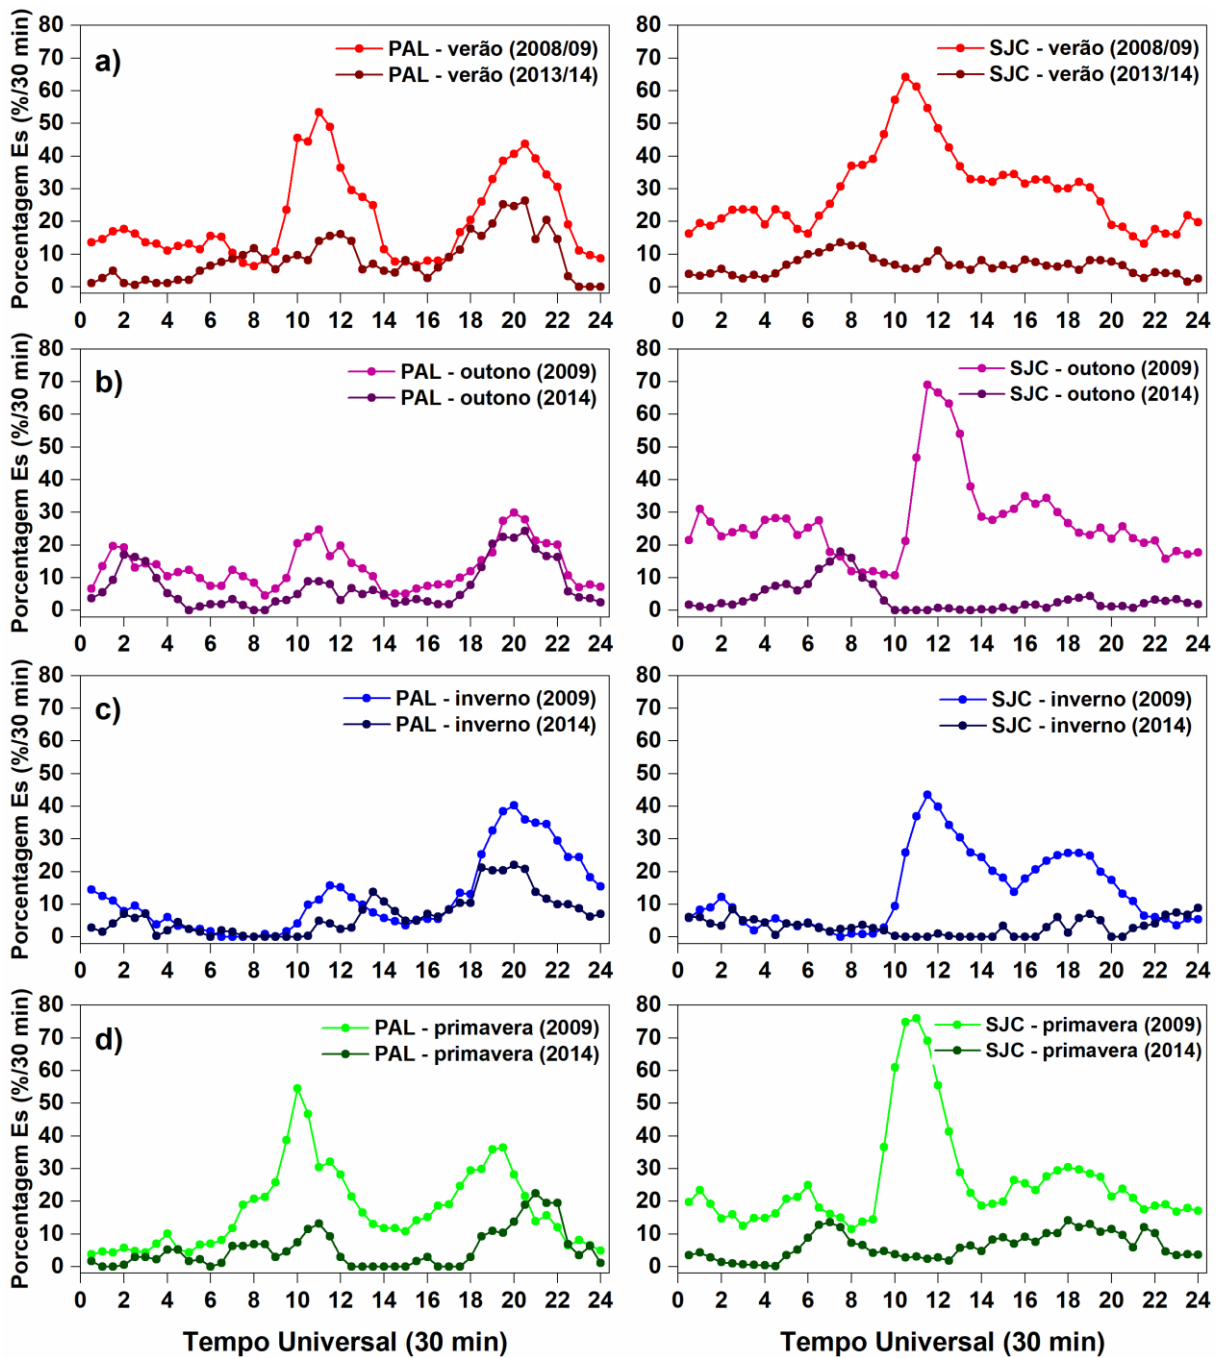 a)
Porcentagem Es (%/30 min)
80
70
60
50
40
30
20
10
0
PAL - verão (2008/09)
PAL - verão (2013/14)
0 2 4 6 8 10 12 14 16 18 20 22 24
80
70
60
50
40
30
20
10
0
SJC - verão (2008/09)
SJC - verão (2013/14)
0 2 4 6 8 10 12 14 16 18 20 22 24
b)
Porcentagem Es (%/30 min)
80
70
60
50
40
30
20
10
0
PAL - outono (2009)
PAL - outono (2014)
0 2 4 6 8 10 12 14 16 18 20 22 24
80
70
60
50
40
30
20
10
0
SJC - outono (2009)
SJC - outono (2014)
0 2 4 6 8 10 12 14 16 18 20 22 24
c)
Porcentagem Es (%/30 min)
80
70
60
50
40
30
20
10
0
PAL - inverno (2009)
PAL - inverno (2014)
0 2 4 6 8 10 12 14 16 18 20 22 24
80
70
60
50
40
30
20
10
0
SJC - inverno (2009)
SJC - inverno (2014)
0 2 4 6 8 10 12 14 16 18 20 22 24
d)
Porcentagem Es (%/30 min)
80
70
60
50
40
30
20
10
0
PAL - primavera (2009)
PAL - primavera (2014)
0 2 4 6 8 10 12 14 16 18 20 22 24
Tempo Universal (30 min)
80
70
60
50
40
30
20
10
0
SJC - primavera (2009)
SJC - primavera (2014)
0 2 4 6 8 10 12 14 16 18 20 22 24
Tempo Universal (30 min)